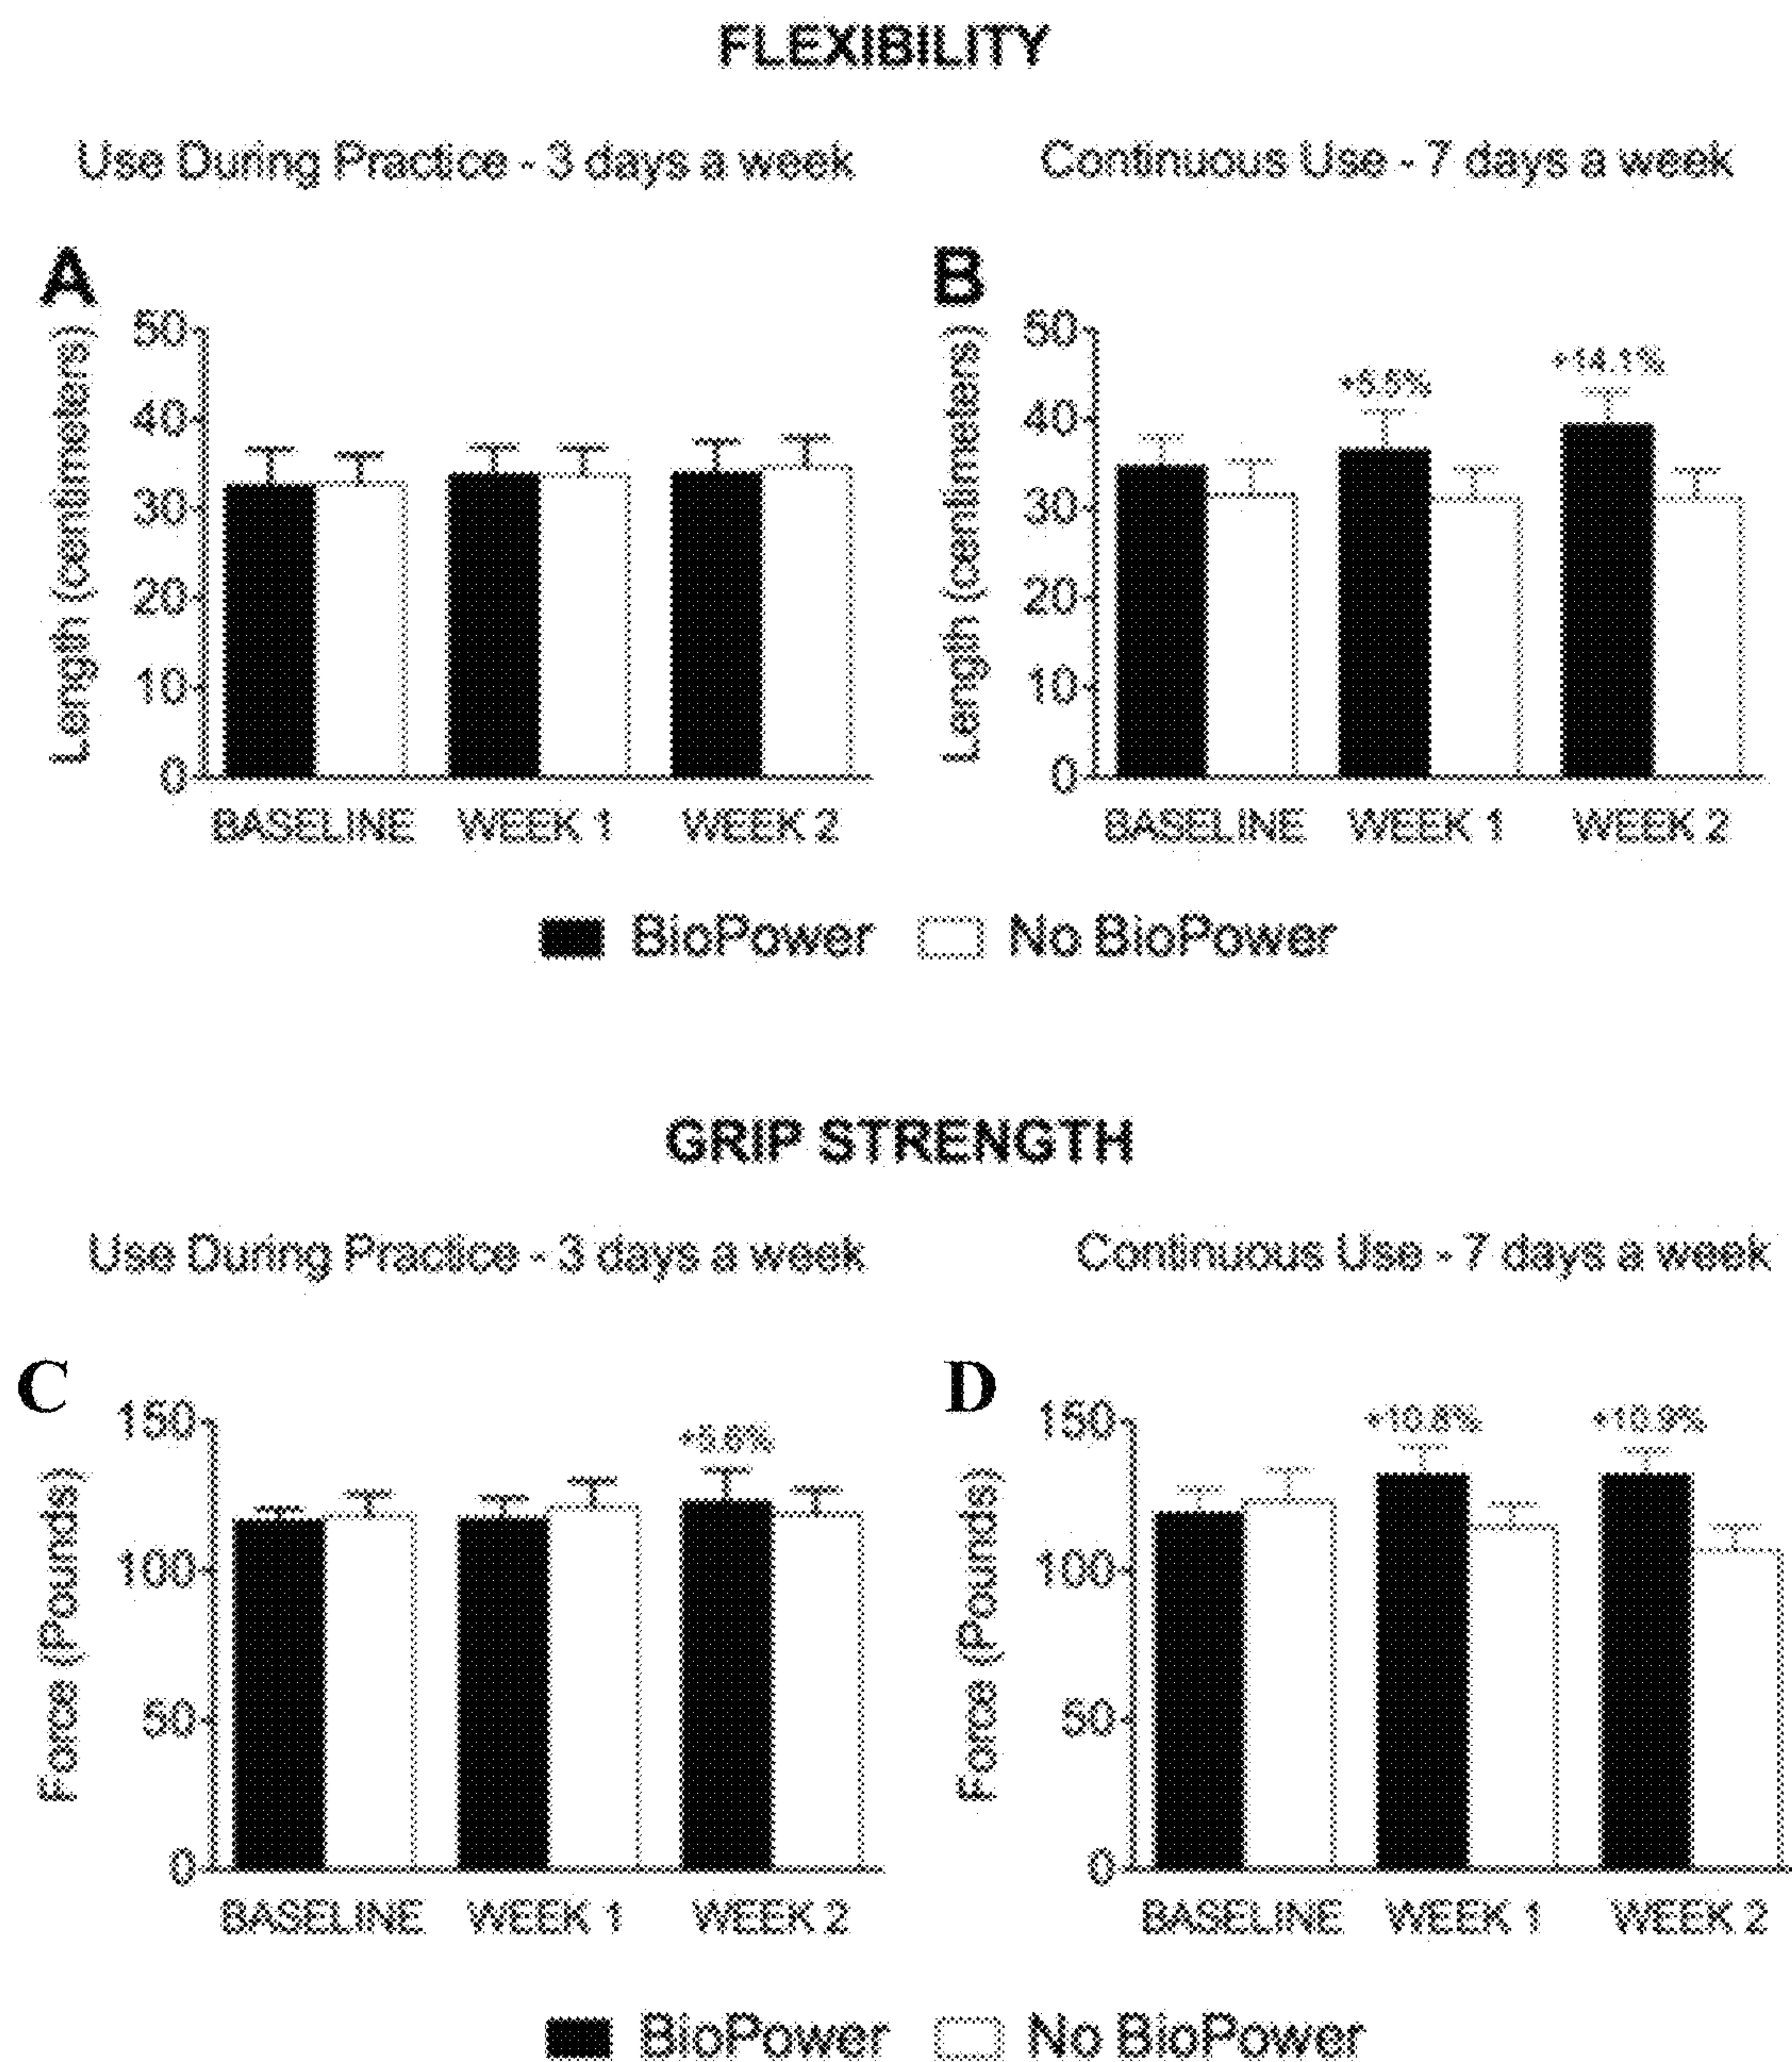 FLEXIBILITY
Use During Practice - 3 days a week
Continuous Use - 7 days a week
A
B
Length (centimeters)
50
40
30
20
10
0
BASELINE WEEK 1 WEEK 2
Length (centimeters)
50
40
30
20
10
0
+5.5%
+14.1%
BASELINE WEEK 1 WEEK 2
BioPower No BioPower
GRIP STRENGTH
Use During Practice - 3 days a week
Continuous Use - 7 days a week
C
D
Force (Pounds)
150
100
50
0
BASELINE WEEK 1 WEEK 2
Force (Pounds)
150
100
50
0
+10.8%
+10.9%
BASELINE WEEK 1 WEEK 2
BioPower No BioPower